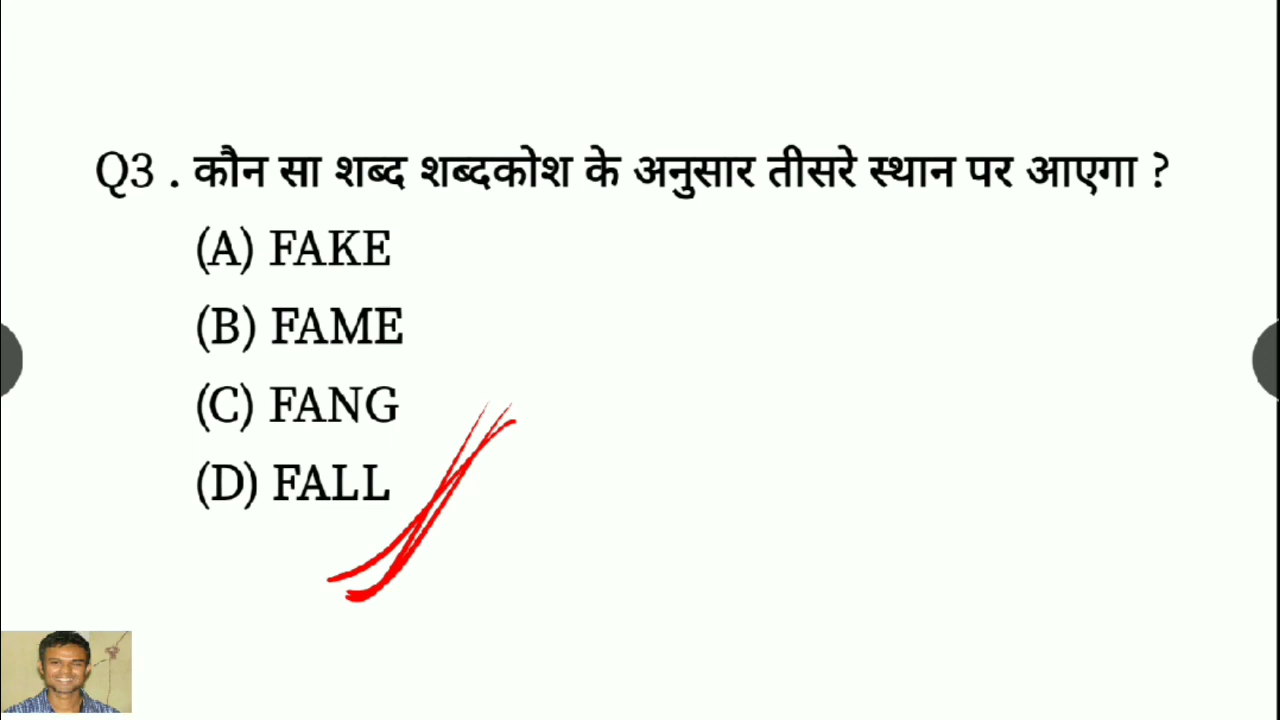 Q3 . कौन सा शब्द शब्दकोश के अनुसार तीसरे स्थान पर आएगा ?
(A) FAKE
(B) FAME
(C) FANG
(D) FALL